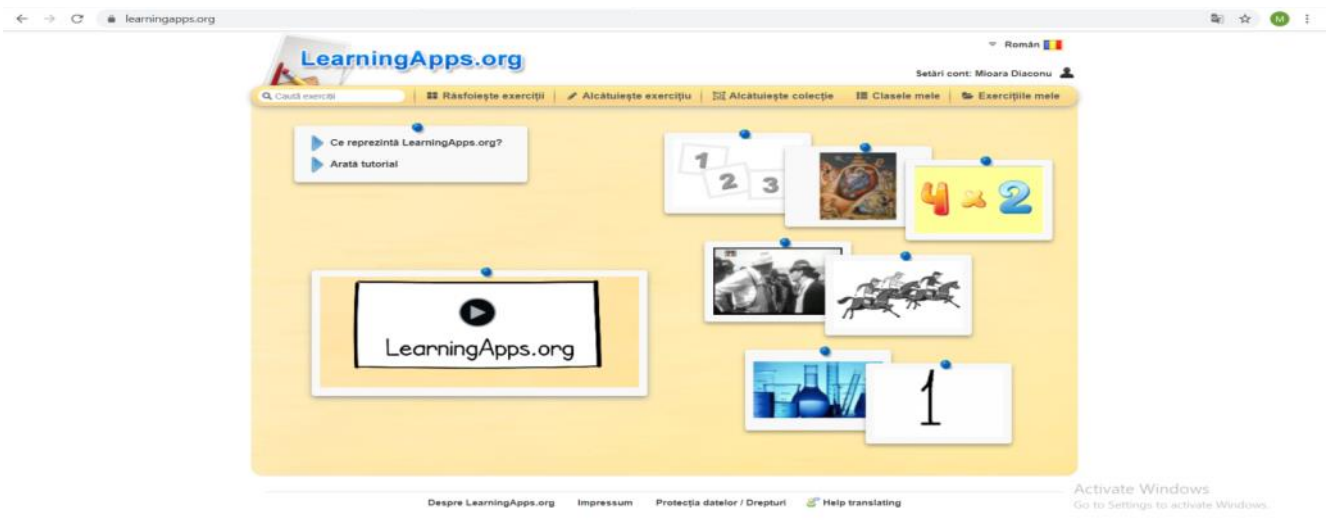 learningapps.org
M
LearningApps.org
Român
Setări cont: Mioara Diaconu
Caută exerciții
Răsfoiește exerciții
Alcătuiește exercițiu
Alcătuiește colecție
Clasele mele
Exercițiile mele
Ce reprezintă LearningApps.org?
Arată tutorial
1
2
3
4 x 2
LearningApps.org
1
Despre LearningApps.org
Impressum
Protecția datelor / Drepturi
Help translating
Activate Windows
Go to Settings to activate Windows.